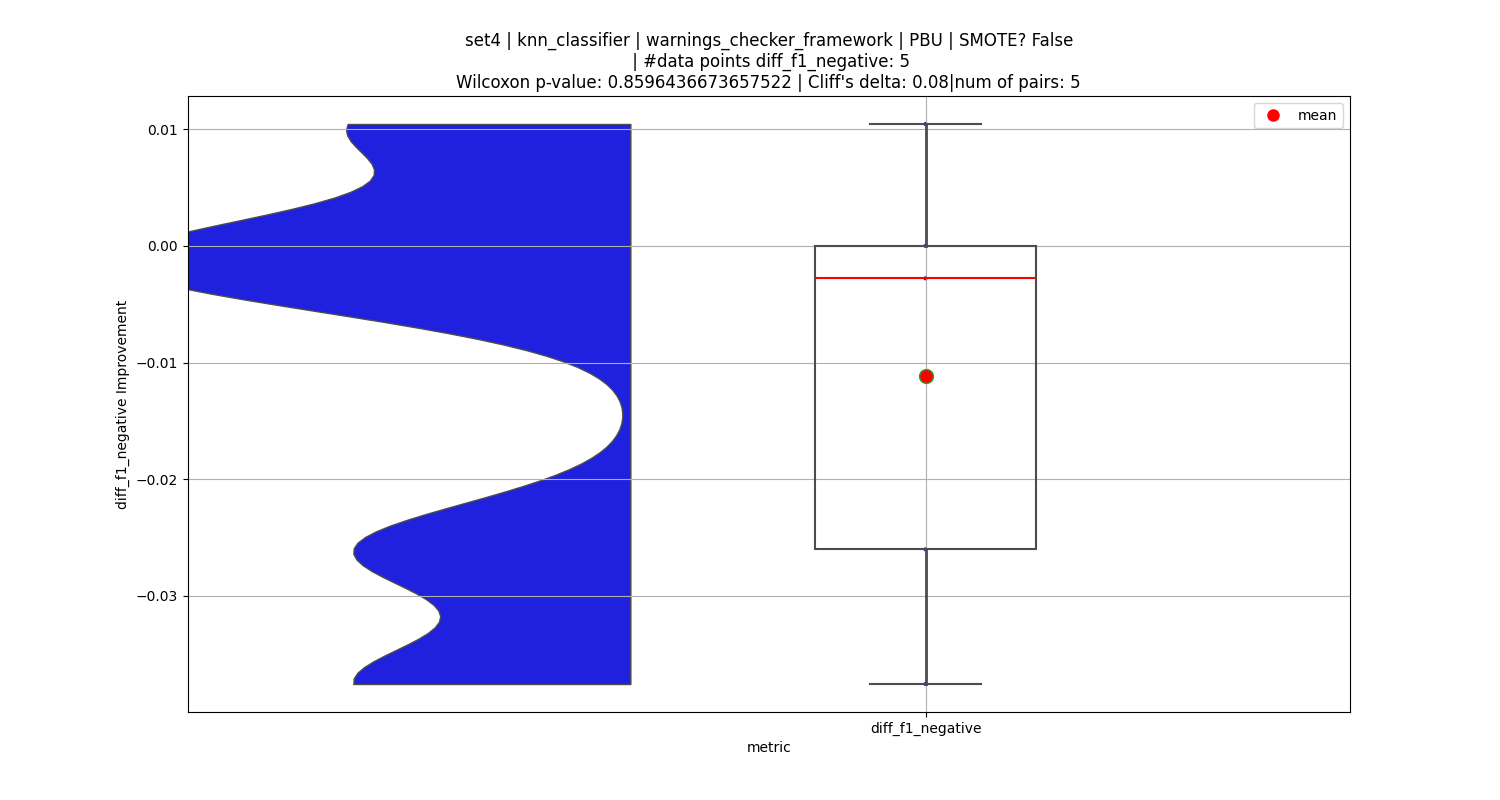 set4 | knn_classifier | warnings_checker_framework | PBU | SMOTE? False
| #data points diff_f1_negative: 5
Wilcoxon p-value: 0.8596436673657522 | Cliff's delta: 0.08|num of pairs: 5
mean
0.01
0.00
−0.01
−0.02
−0.03
diff_f1_negative Improvement
diff_f1_negative
metric